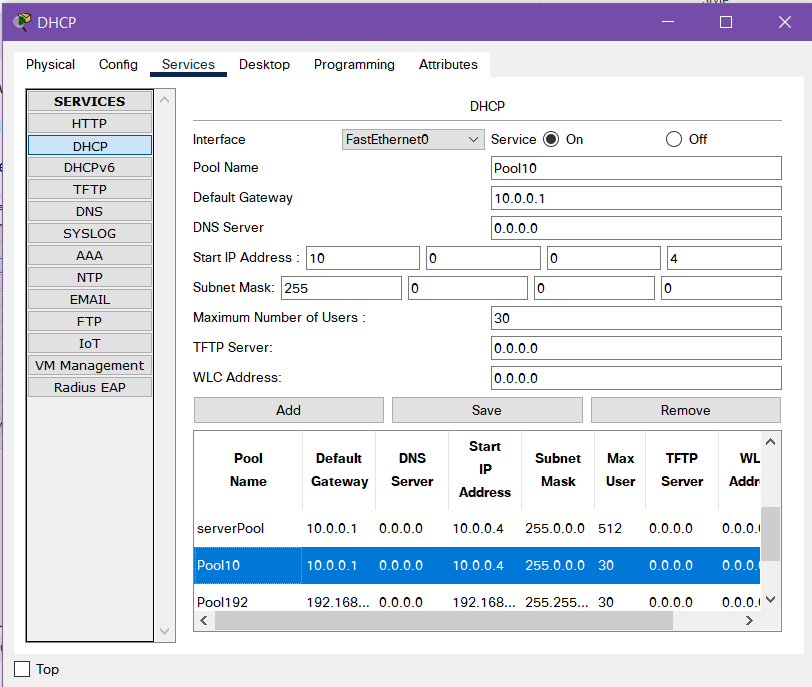 DHCP
Physical Config Services Desktop Programming Attributes
SERVICES
HTTP
DHCP
DHCPv6
TFTP
DNS
SYSLOG
AAA
NTP
EMAIL
FTP
IoT
VM Management
Radius EAP
DHCP
Interface FastEthernet0 Service On Off
Pool Name Pool10
Default Gateway 10.0.0.1
DNS Server 0.0.0.0
Start IP Address : 10 0 0 4
Subnet Mask: 255 0 0 0
Maximum Number of Users : 30
TFTP Server: 0.0.0.0
WLC Address: 0.0.0.0
Add Save Remove
Pool Name Default Gateway DNS Server Start IP Address Subnet Mask Max User TFTP Server WL Addr
serverPool 10.0.0.1 0.0.0.0 10.0.0.4 255.0.0.0 512 0.0.0.0 0.0.0.
Pool10 10.0.0.1 0.0.0.0 10.0.0.4 255.0.0.0 30 0.0.0.0 0.0.0.
Pool192 192.168... 0.0.0.0 192.168... 255.255... 30 0.0.0.0 0.0.0.
Top